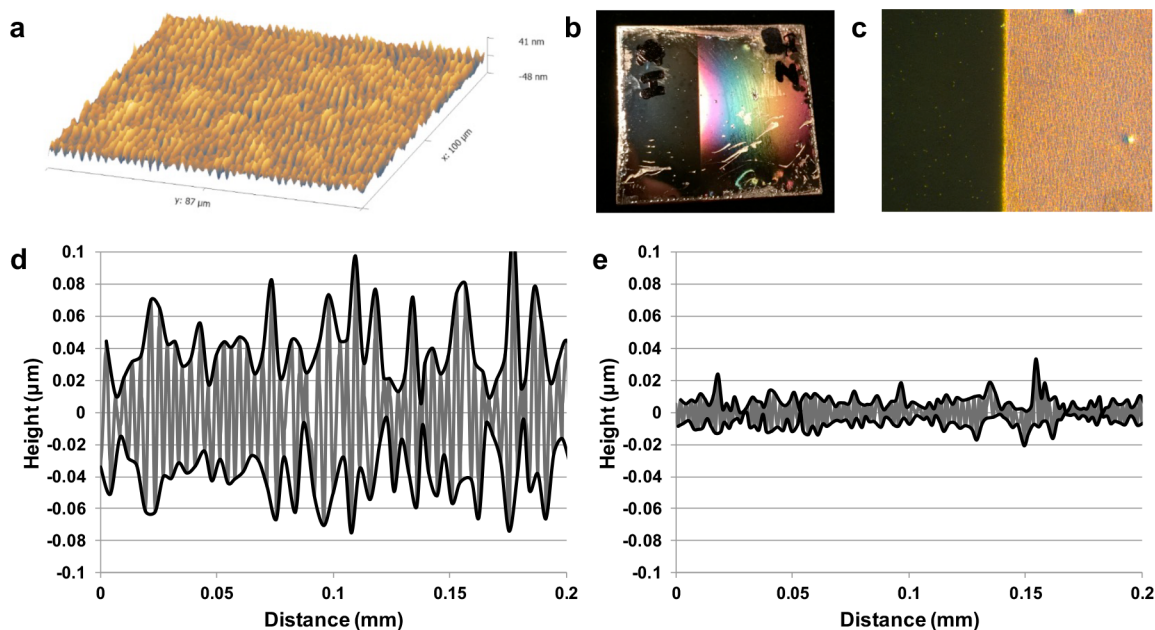 a
41 nm
-48 nm
x: 100 µm
y: 87 µm
b
N
c
d
0.1
0.08
0.06
0.04
0.02
0
-0.02
-0.04
-0.06
-0.08
-0.1
Height (µm)
0
0.05
0.1
0.15
0.2
Distance (mm)
e
0.1
0.08
0.06
0.04
0.02
0
-0.02
-0.04
-0.06
-0.08
-0.1
Height (µm)
0
0.05
0.1
0.15
0.2
Distance (mm)